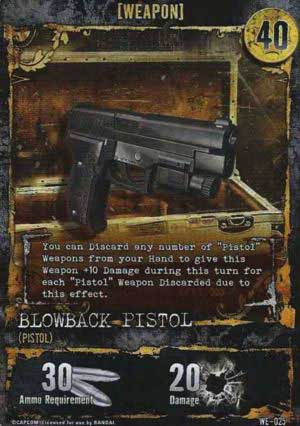 [WEAPON]
40
You can Discard any number of "Pistol"
Weapons from your Hand to give this
Weapon +10 Damage during this turn for
each "Pistol" Weapon Discarded due to
this effect.
BLOWBACK PISTOL
(PISTOL)
30 20
Ammo Requirement Damage
©CAPCOM Licensed for use by BANDAI. WE-025